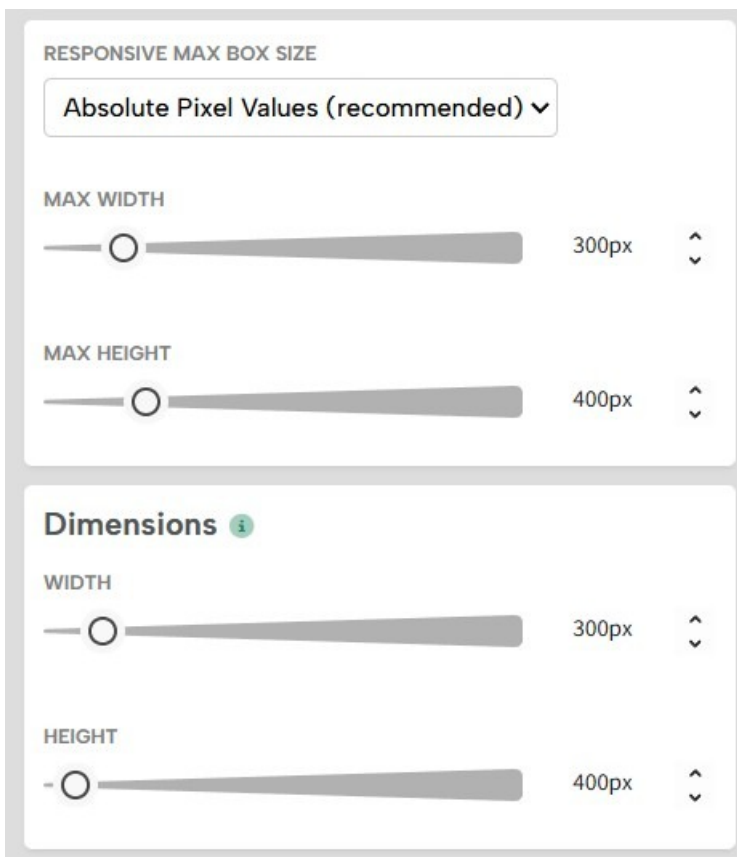 RESPONSIVE MAX BOX SIZE
Absolute Pixel Values (recommended)
MAX WIDTH
300px
MAX HEIGHT
400px
Dimensions i
WIDTH
300px
HEIGHT
400px